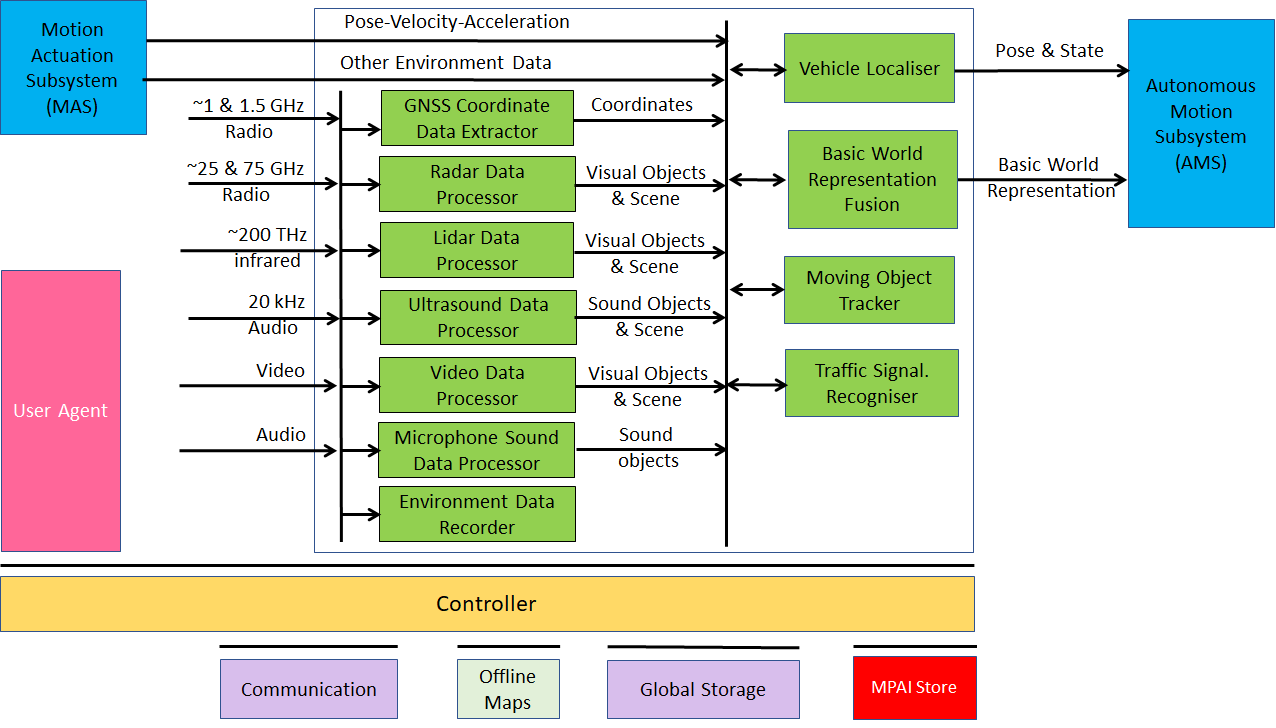 Motion
Actuation
Subsystem
(MAS)
Pose-Velocity-Acceleration
Other Environment Data
~1 & 1.5 GHz
Radio
GNSS Coordinate
Data Extractor
Coordinates
~25 & 75 GHz
Radio
Radar Data
Processor
Visual Objects
& Scene
~200 THz
infrared
Lidar Data
Processor
Visual Objects
& Scene
20 kHz
Audio
Ultrasound Data
Processor
Sound Objects
& Scene
Video
Video Data
Processor
Visual Objects
& Scene
Audio
Microphone Sound
Data Processor
Sound
objects
Environment Data
Recorder
Vehicle Localiser
Pose & State
Basic World
Representation
Fusion
Basic World
Representation
Moving Object
Tracker
Traffic Signal.
Recogniser
Autonomous
Motion
Subsystem
(AMS)
User Agent
Controller
Communication
Offline
Maps
Global Storage
MPAI Store